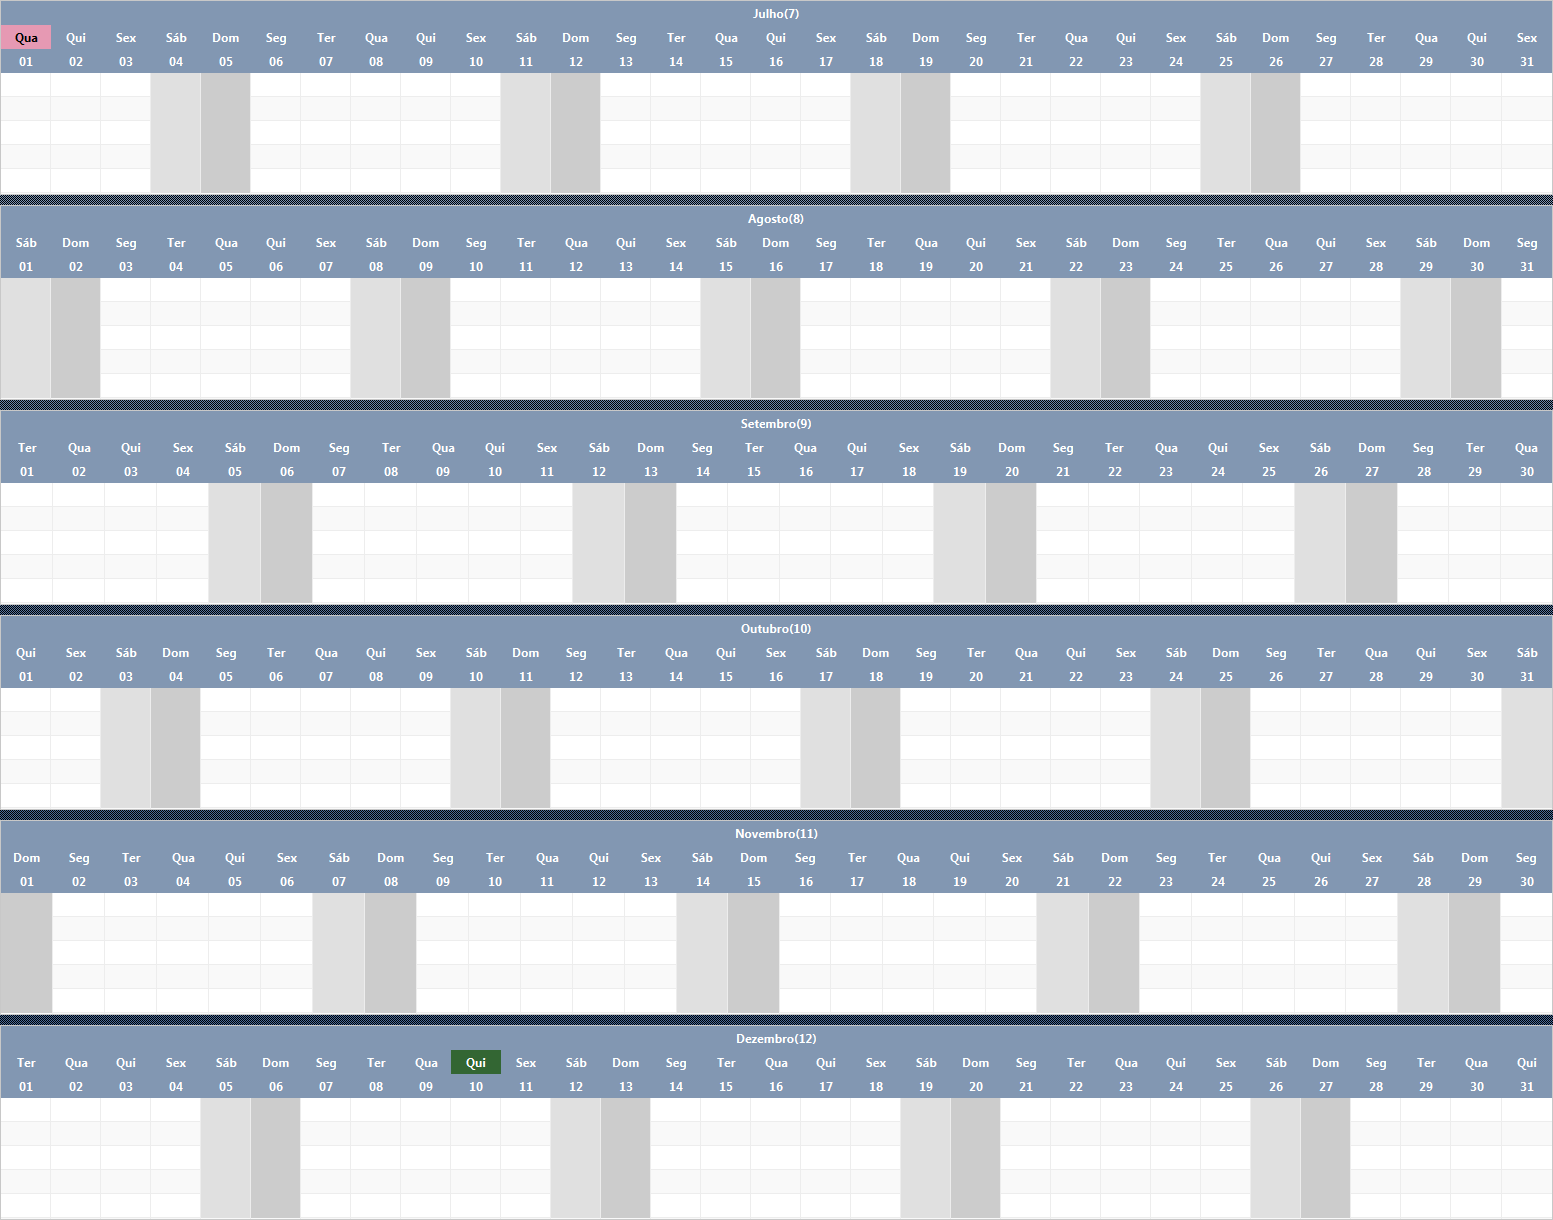 Julho(7)
Qua Qui Sex Sáb Dom Seg Ter Qua Qui Sex Sáb Dom Seg Ter Qua Qui Sex Sáb Dom Seg Ter Qua Qui Sex Sáb Dom Seg Ter Qua Qui Sex
01 02 03 04 05 06 07 08 09 10 11 12 13 14 15 16 17 18 19 20 21 22 23 24 25 26 27 28 29 30 31
Agosto(8)
Sáb Dom Seg Ter Qua Qui Sex Sáb Dom Seg Ter Qua Qui Sex Sáb Dom Seg Ter Qua Qui Sex Sáb Dom Seg Ter Qua Qui Sex Sáb Dom Seg
01 02 03 04 05 06 07 08 09 10 11 12 13 14 15 16 17 18 19 20 21 22 23 24 25 26 27 28 29 30 31
Setembro(9)
Ter Qua Qui Sex Sáb Dom Seg Ter Qua Qui Sex Sáb Dom Seg Ter Qua Qui Sex Sáb Dom Seg Ter Qua Qui Sex Sáb Dom Seg Ter Qua
01 02 03 04 05 06 07 08 09 10 11 12 13 14 15 16 17 18 19 20 21 22 23 24 25 26 27 28 29 30
Outubro(10)
Qui Sex Sáb Dom Seg Ter Qua Qui Sex Sáb Dom Seg Ter Qua Qui Sex Sáb Dom Seg Ter Qua Qui Sex Sáb Dom Seg Ter Qua Qui Sex Sáb
01 02 03 04 05 06 07 08 09 10 11 12 13 14 15 16 17 18 19 20 21 22 23 24 25 26 27 28 29 30 31
Novembro(11)
Dom Seg Ter Qua Qui Sex Sáb Dom Seg Ter Qua Qui Sex Sáb Dom Seg Ter Qua Qui Sex Sáb Dom Seg Ter Qua Qui Sex Sáb Dom Seg
01 02 03 04 05 06 07 08 09 10 11 12 13 14 15 16 17 18 19 20 21 22 23 24 25 26 27 28 29 30
Dezembro(12)
Ter Qua Qui Sex Sáb Dom Seg Ter Qua Qui Sex Sáb Dom Seg Ter Qua Qui Sex Sáb Dom Seg Ter Qua Qui Sex Sáb Dom Seg Ter Qua Qui
01 02 03 04 05 06 07 08 09 10 11 12 13 14 15 16 17 18 19 20 21 22 23 24 25 26 27 28 29 30 31